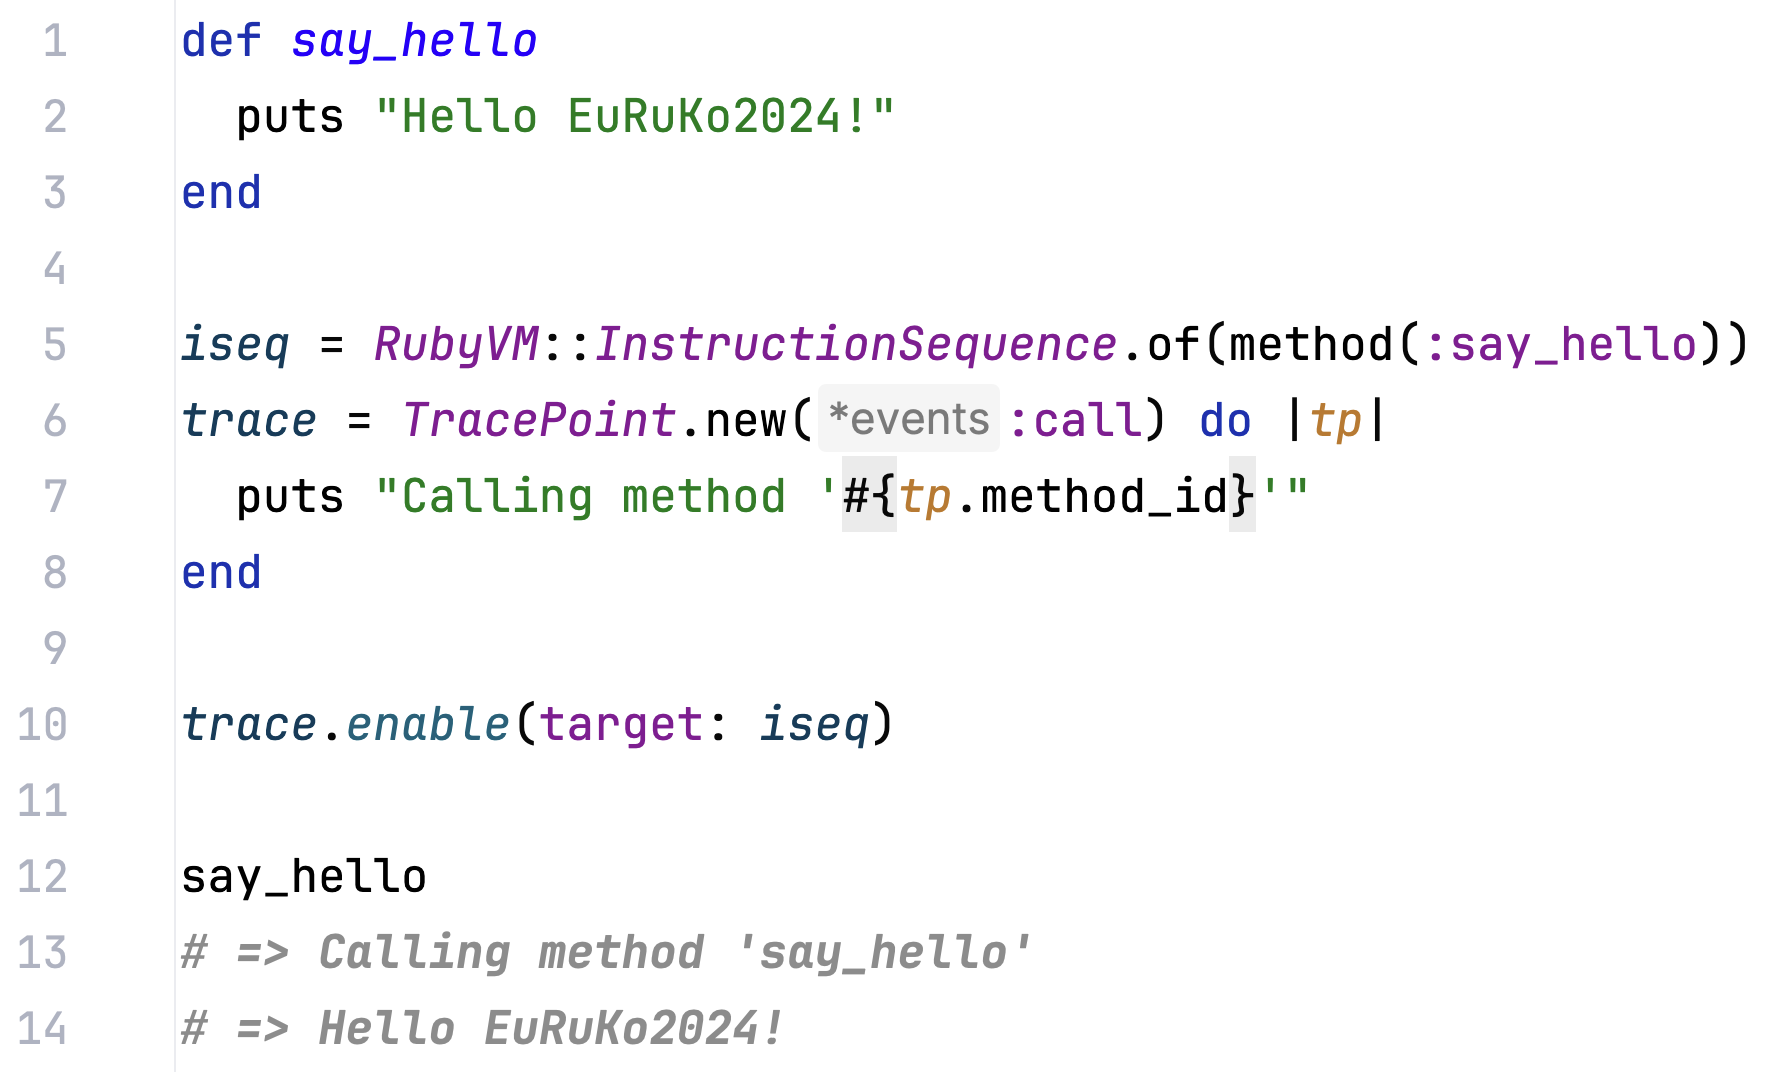 1 def say_hello
2   puts "Hello EuRuKo2024!"
3 end
4
5 iseq = RubyVM::InstructionSequence.of(method(:say_hello))
6 trace = TracePoint.new(*events :call) do |tp|
7   puts "Calling method '#{tp.method_id}'"
8 end
9
10 trace.enable(target: iseq)
11
12 say_hello
13 # => Calling method 'say_hello'
14 # => Hello EuRuKo2024!